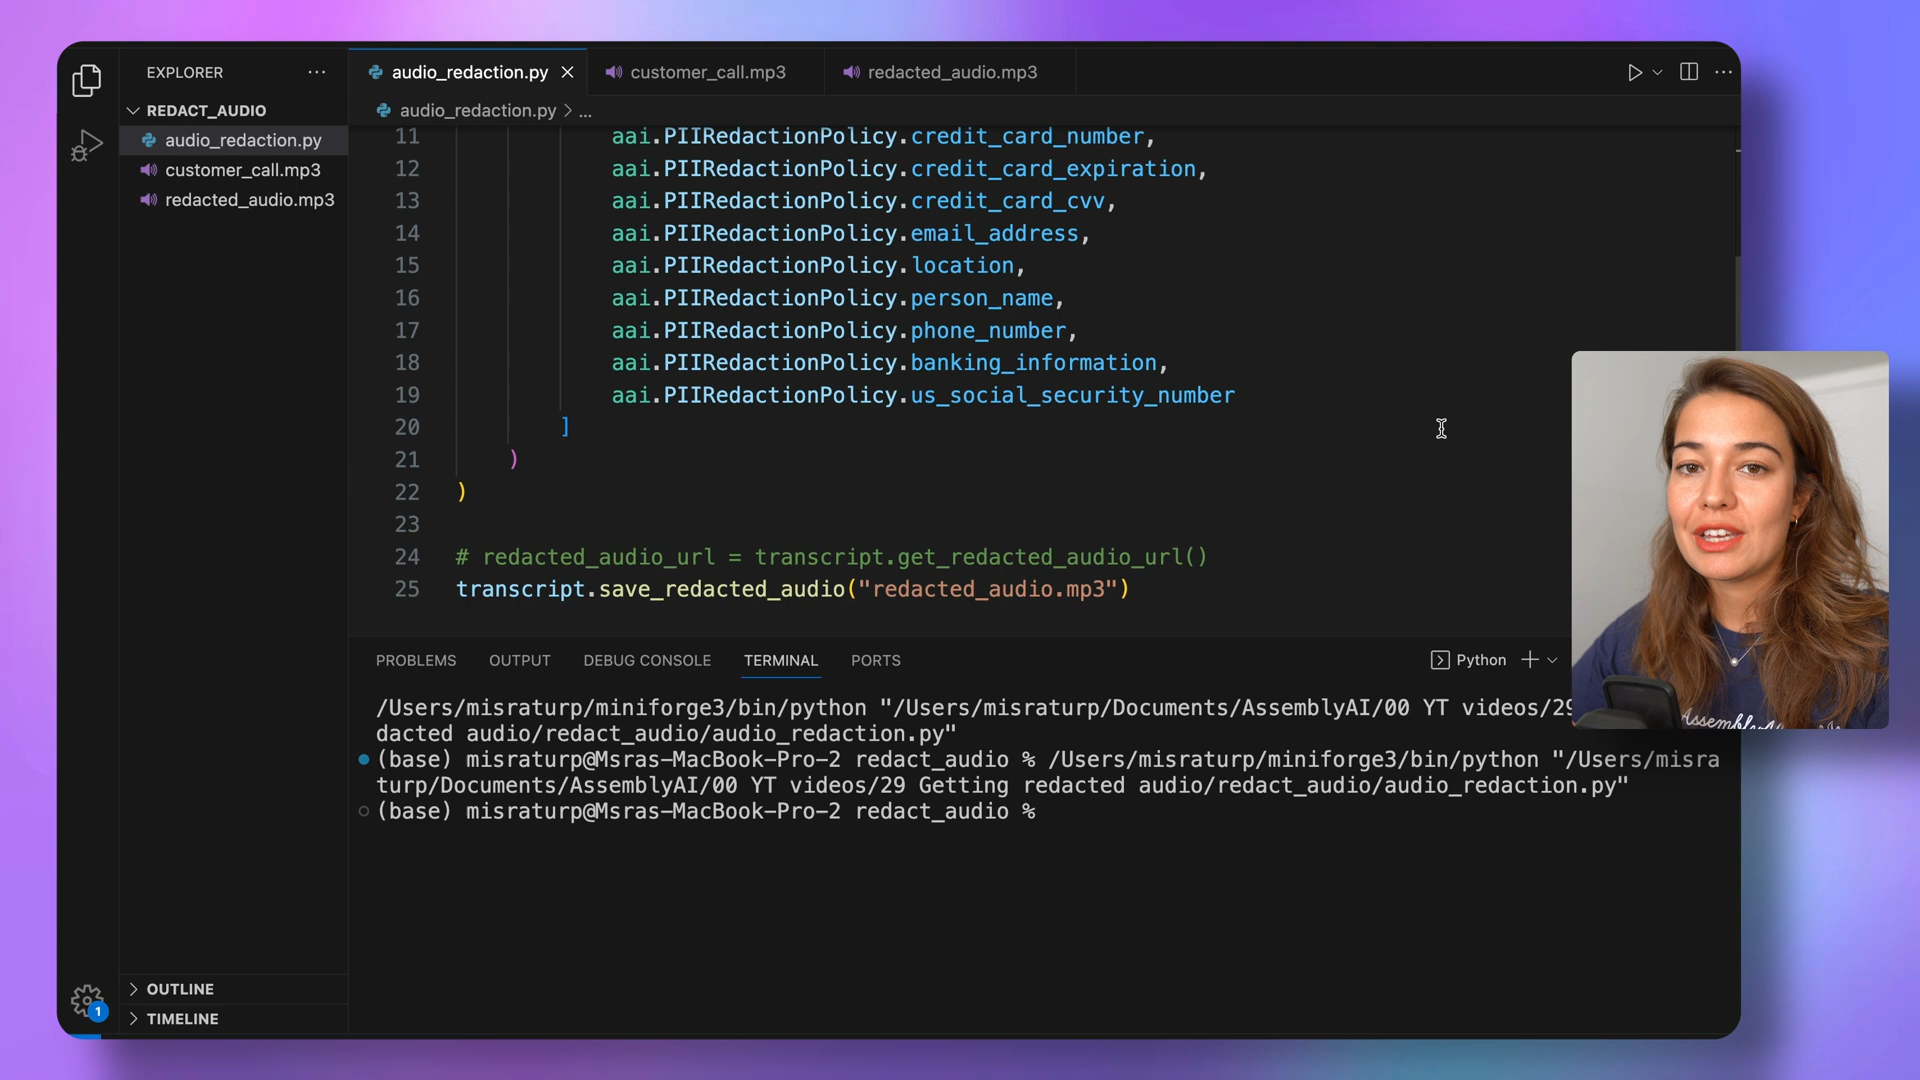 EXPLORER
REDACT_AUDIO
audio_redaction.py
customer_call.mp3
redacted_audio.mp3
OUTLINE
TIMELINE
1
audio_redaction.py
customer_call.mp3
redacted_audio.mp3
audio_redaction.py > ...
11 aai.PIIRedactionPolicy.credit_card_number,
12 aai.PIIRedactionPolicy.credit_card_expiration,
13 aai.PIIRedactionPolicy.credit_card_cvv,
14 aai.PIIRedactionPolicy.email_address,
15 aai.PIIRedactionPolicy.location,
16 aai.PIIRedactionPolicy.person_name,
17 aai.PIIRedactionPolicy.phone_number,
18 aai.PIIRedactionPolicy.banking_information,
19 aai.PIIRedactionPolicy.us_social_security_number
20 ]
21 )
22 )
23
24 # redacted_audio_url = transcript.get_redacted_audio_url()
25 transcript.save_redacted_audio("redacted_audio.mp3")
PROBLEMS OUTPUT DEBUG CONSOLE TERMINAL PORTS
Python
/Users/misraturp/miniforge3/bin/python "/Users/misraturp/Documents/AssemblyAI/00 YT videos/29
dacted audio/redact_audio/audio_redaction.py"
(base) misraturp@Msras-MacBook-Pro-2 redact_audio % /Users/misraturp/miniforge3/bin/python "/Users/misra
turp/Documents/AssemblyAI/00 YT videos/29 Getting redacted audio/redact_audio/audio_redaction.py"
(base) misraturp@Msras-MacBook-Pro-2 redact_audio %